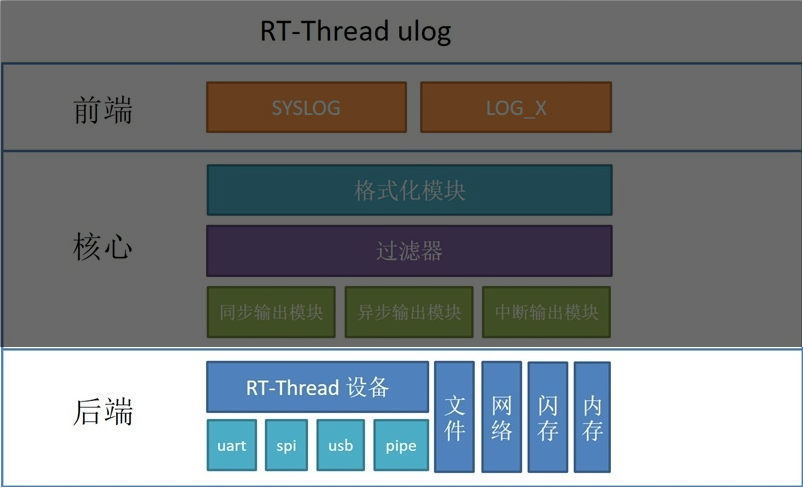 RT-Thread ulog
前端
SYSLOG
LOG_X
核心
格式化模块
过滤器
同步输出模块
异步输出模块
中断输出模块
后端
RT-Thread 设备
uart
spi
usb
pipe
文件
网络
闪存
内存